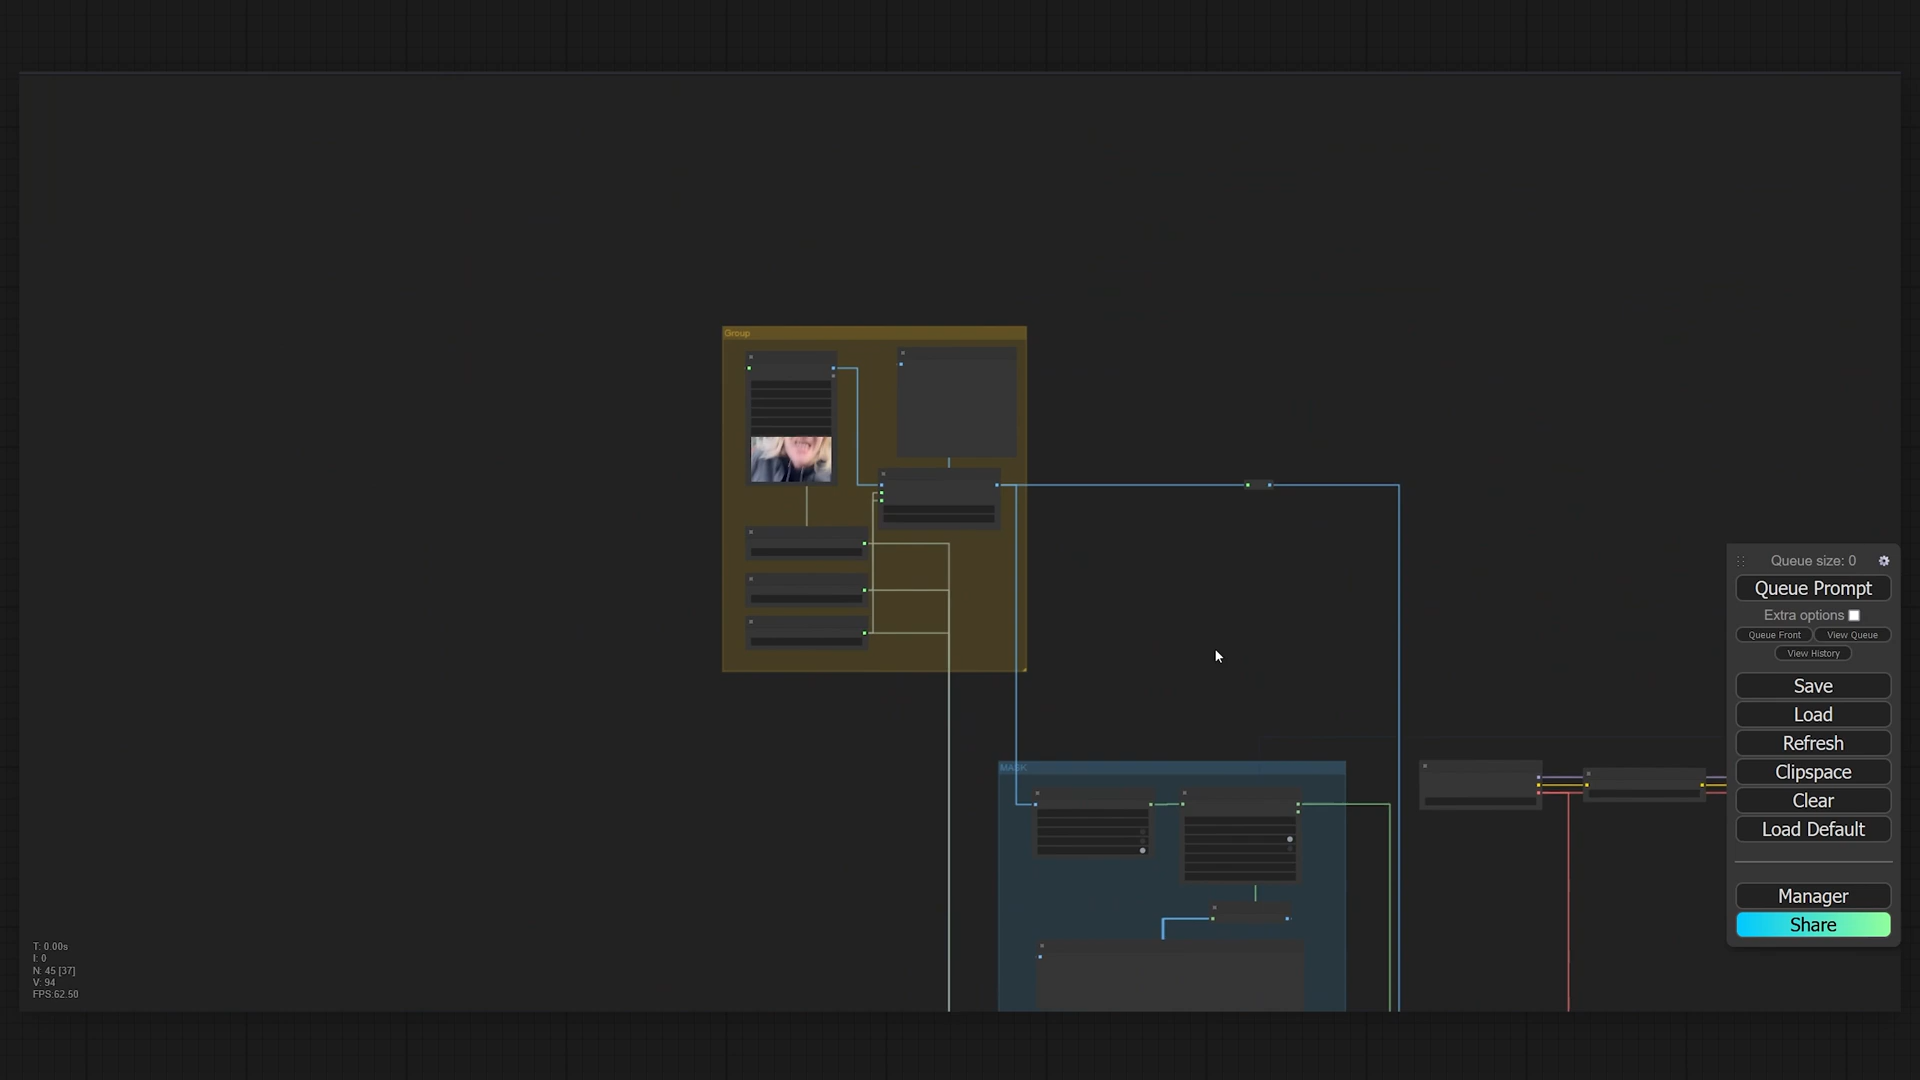 Group
Queue size: 0
Queue Prompt
Extra options
Queue Front
View Queue
View History
Save
Load
Refresh
MASK
Clipspace
Clear
Load Default
Manager
Share
T: 0.00s
I: 0
N: 45 [37]
V: 94
FPS:62.50